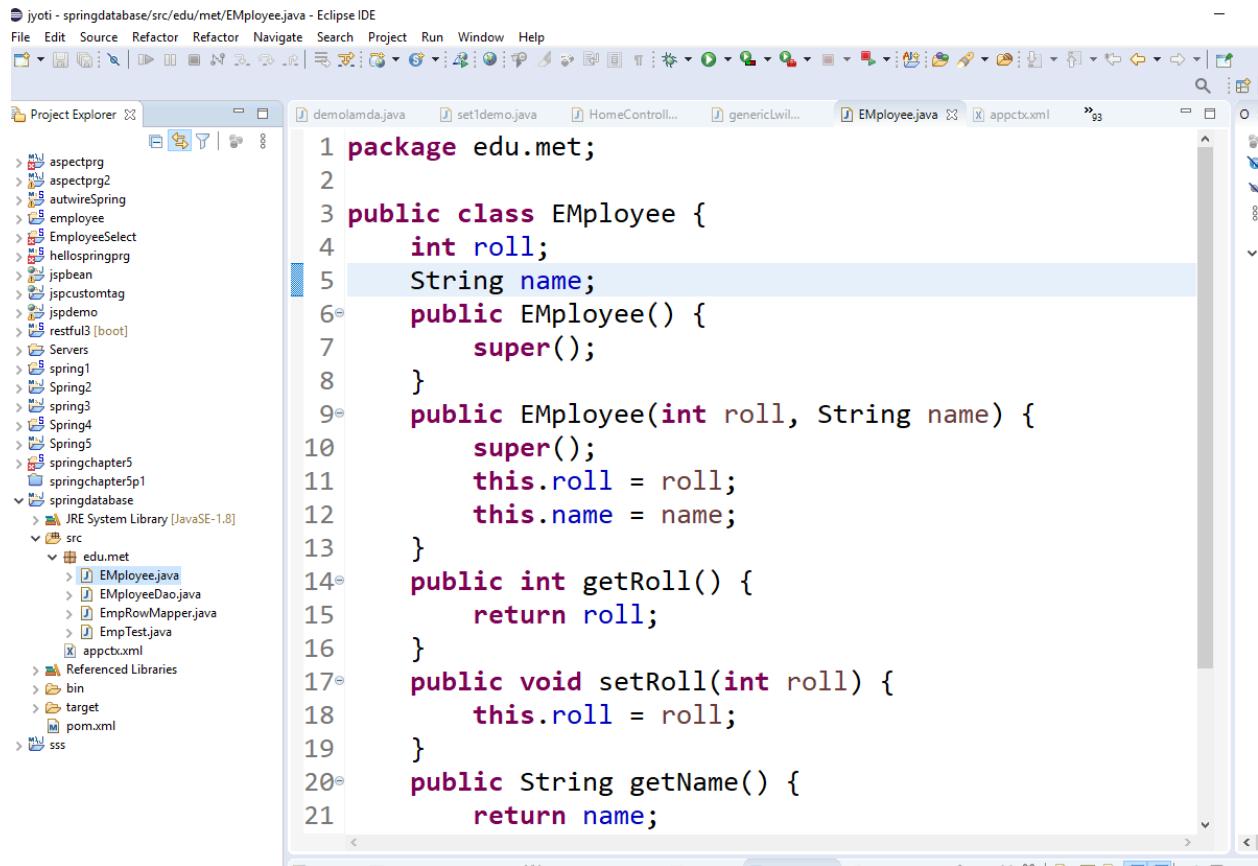 jyoti - springdatabase/src/edu/met/EMployee.java - Eclipse IDE
File Edit Source Refactor Refactor Navigate Search Project Run Window Help
Project Explorer
aspectprg
aspectprg2
autwireSpring
employee
EmployeeSelect
hellospringprg
jspbean
jspcustomtag
jspdemo
restful3 [boot]
Servers
spring1
Spring2
spring3
Spring4
Spring5
springchapter5
springchapter5p1
springdatabase
JRE System Library [JavaSE-1.8]
src
edu.met
EMployee.java
EMployeeDao.java
EmpRowMapper.java
EmpTest.java
appctx.xml
Referenced Libraries
bin
target
pom.xml
sss
demolamda.java set1demo.java HomeControll... genericLwil... EMployee.java appctx.xml »93
1 package edu.met;
2
3 public class EMployee {
4 int roll;
5 String name;
6 public EMployee() {
7 super();
8 }
9 public EMployee(int roll, String name) {
10 super();
11 this.roll = roll;
12 this.name = name;
13 }
14 public int getRoll() {
15 return roll;
16 }
17 public void setRoll(int roll) {
18 this.roll = roll;
19 }
20 public String getName() {
21 return name;